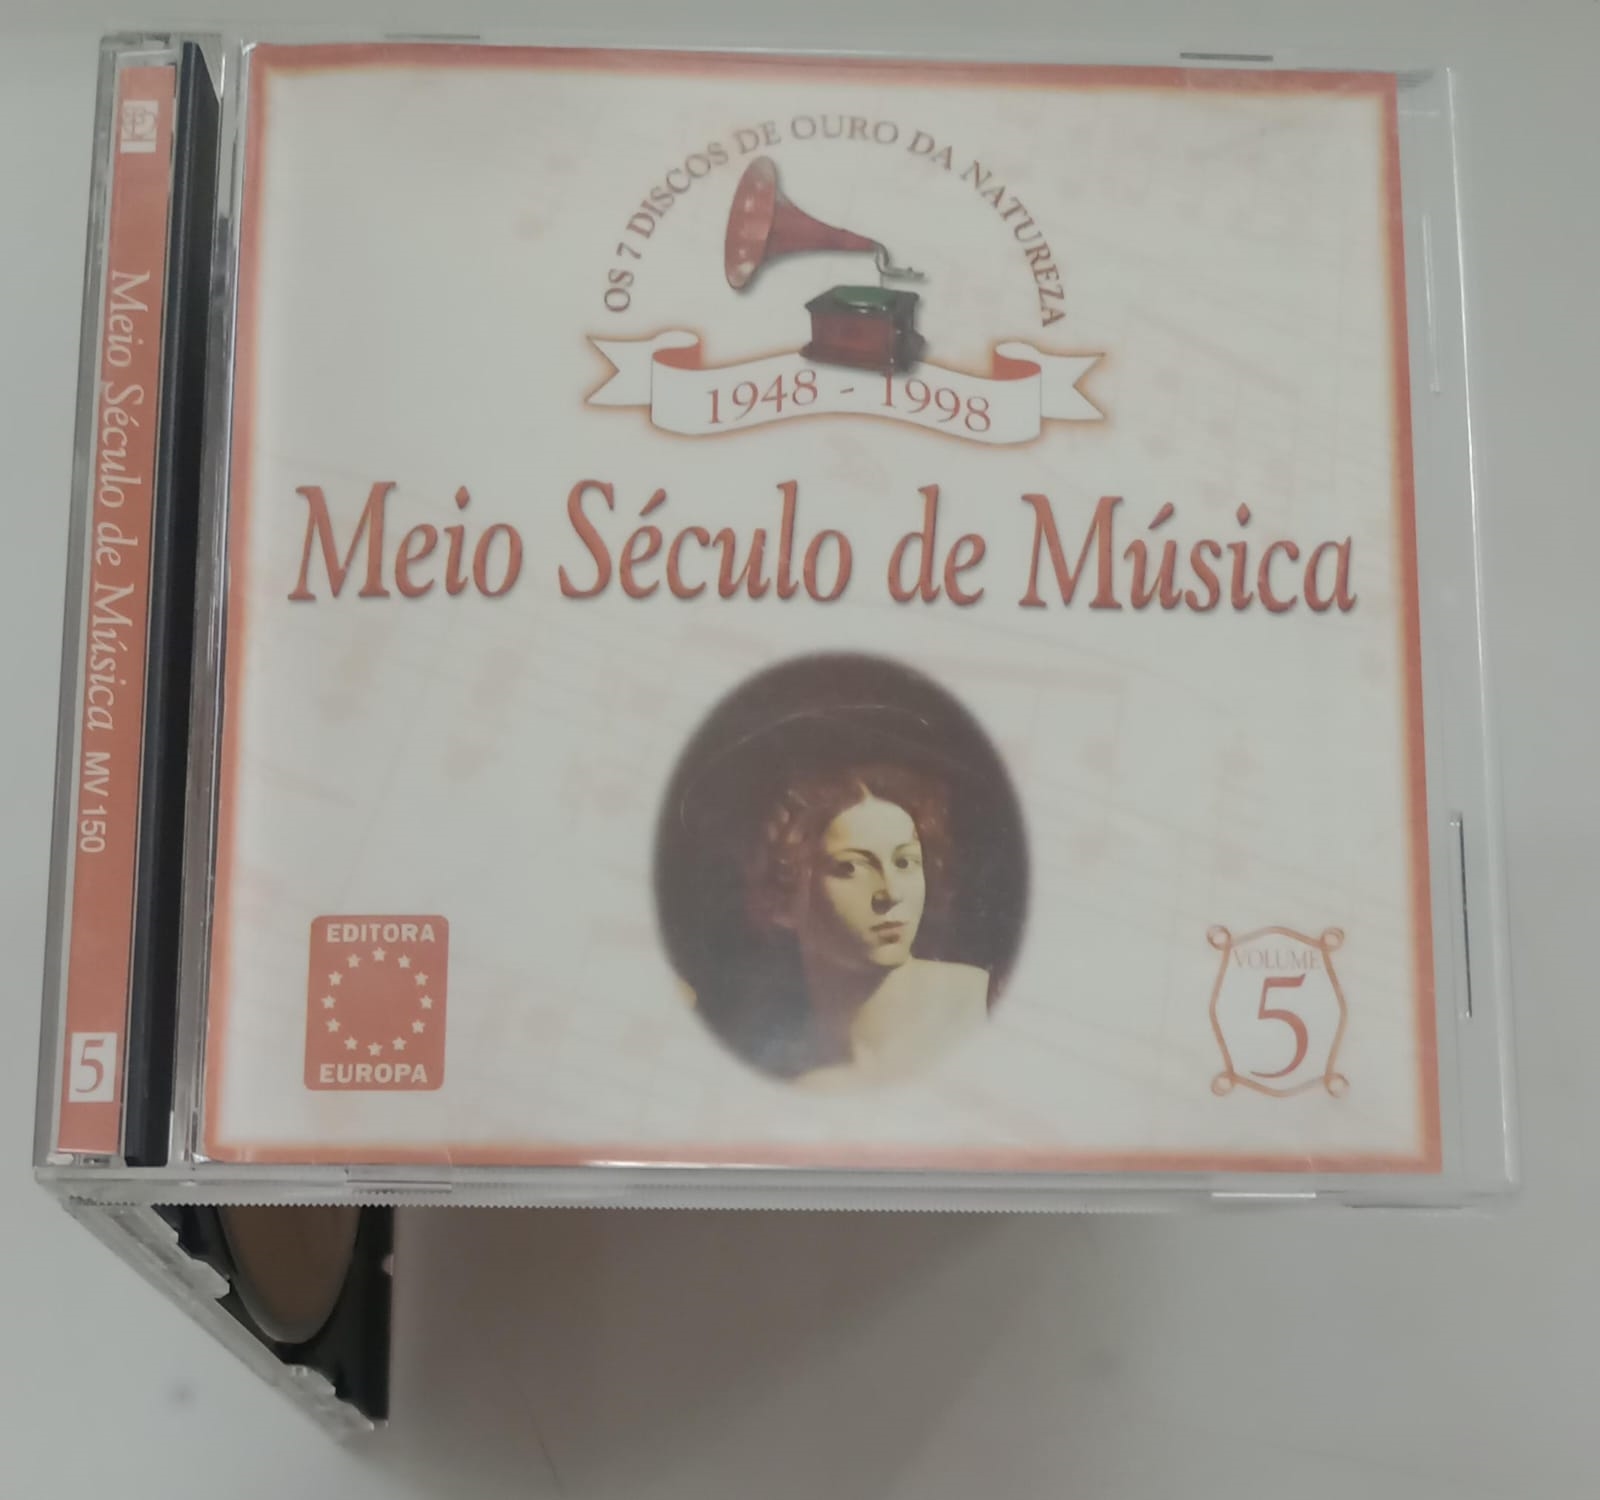 OS 7 DISCOS DE OURO DA NATUREZA
1948 - 1998
Meio Século de Música
EDITORA
EUROPA
VOLUME
5
Meio Século de Música MV 150
5